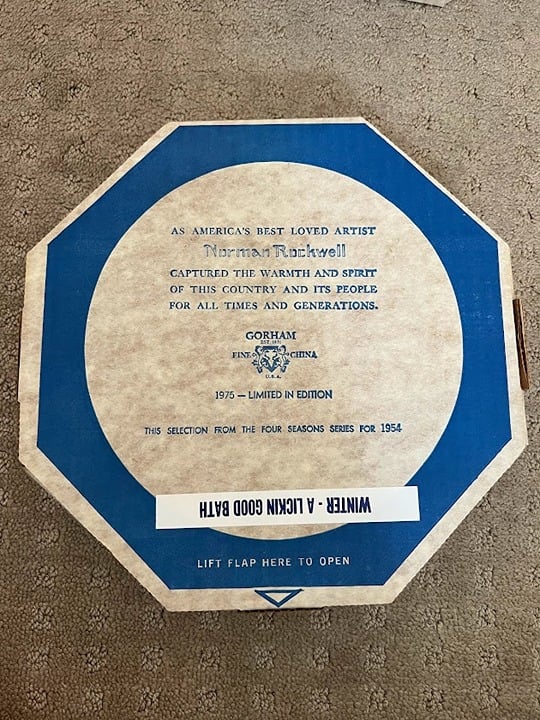 AS AMERICA'S BEST LOVED ARTIST
Norman Rockwell
CAPTURED THE WARMTH AND SPIRIT
OF THIS COUNTRY AND ITS PEOPLE
FOR ALL TIMES AND GENERATIONS.
GORHAM
EST. 1831
FINE CHINA
U.S.A.
1975 — LIMITED IN EDITION
THIS SELECTION FROM THE FOUR SEASONS SERIES FOR 1954
WINTER - A LICKIN GOOD BATH
LIFT FLAP HERE TO OPEN